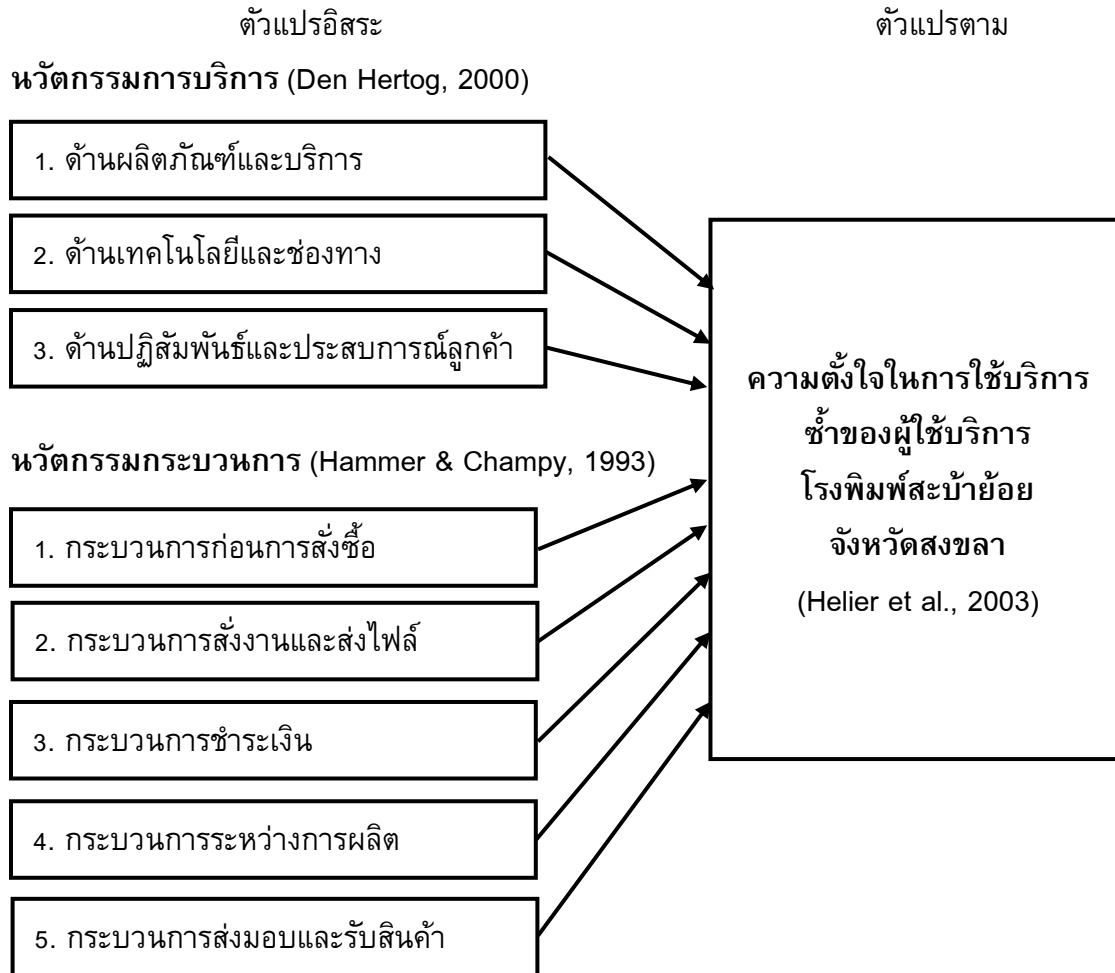 ตัวแปรอิสระ
ตัวแปรตาม
นวัตกรรมการบริการ (Den Hertog, 2000)
1. ด้านผลิตภัณฑ์และบริการ
2. ด้านเทคโนโลยีและช่องทาง
3. ด้านปฏิสัมพันธ์และประสบการณ์ลูกค้า
นวัตกรรมกระบวนการ (Hammer & Champy, 1993)
1. กระบวนการก่อนการสั่งซื้อ
2. กระบวนการสั่งงานและส่งไฟล์
3. กระบวนการชำระเงิน
4. กระบวนการระหว่างการผลิต
5. กระบวนการส่งมอบและรับสินค้า
ความตั้งใจในการใช้บริการ
ซ้ำของผู้ใช้บริการ
โรงพิมพ์สะบ้าย้อย
จังหวัดสงขลา
(Helier et al., 2003)